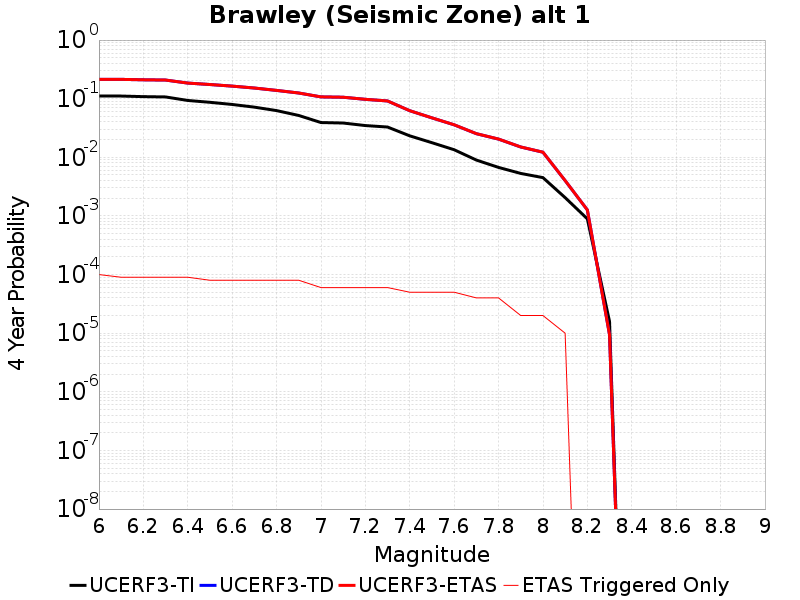 Brawley (Seismic Zone) alt 1
10^0
10^-1
10^-2
10^-3
10^-4
10^-5
10^-6
10^-7
10^-8
4 Year Probability
6 6.2 6.4 6.6 6.8 7 7.2 7.4 7.6 7.8 8 8.2 8.4 8.6 8.8 9
Magnitude
UCERF3-TI UCERF3-TD UCERF3-ETAS ETAS Triggered Only